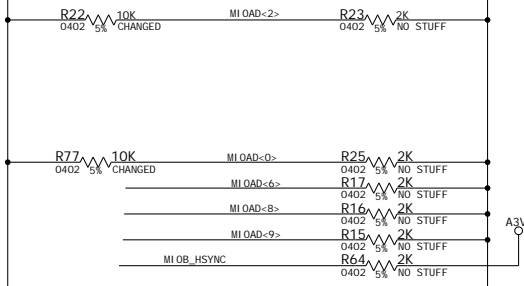 R22 10K MIOAD<2> R23 2K
0402 5% CHANGED 0402 5% NO STUFF
R77 10K MIOAD<0> R25 2K
0402 5% CHANGED 0402 5% NO STUFF
MIOAD<6> R17 2K
0402 5% NO STUFF
MIOAD<8> R16 2K
0402 5% NO STUFF
A3V
MIOAD<9> R15 2K
0402 5% NO STUFF
MIOB_HSYNC R64 2K
0402 5% NO STUFF